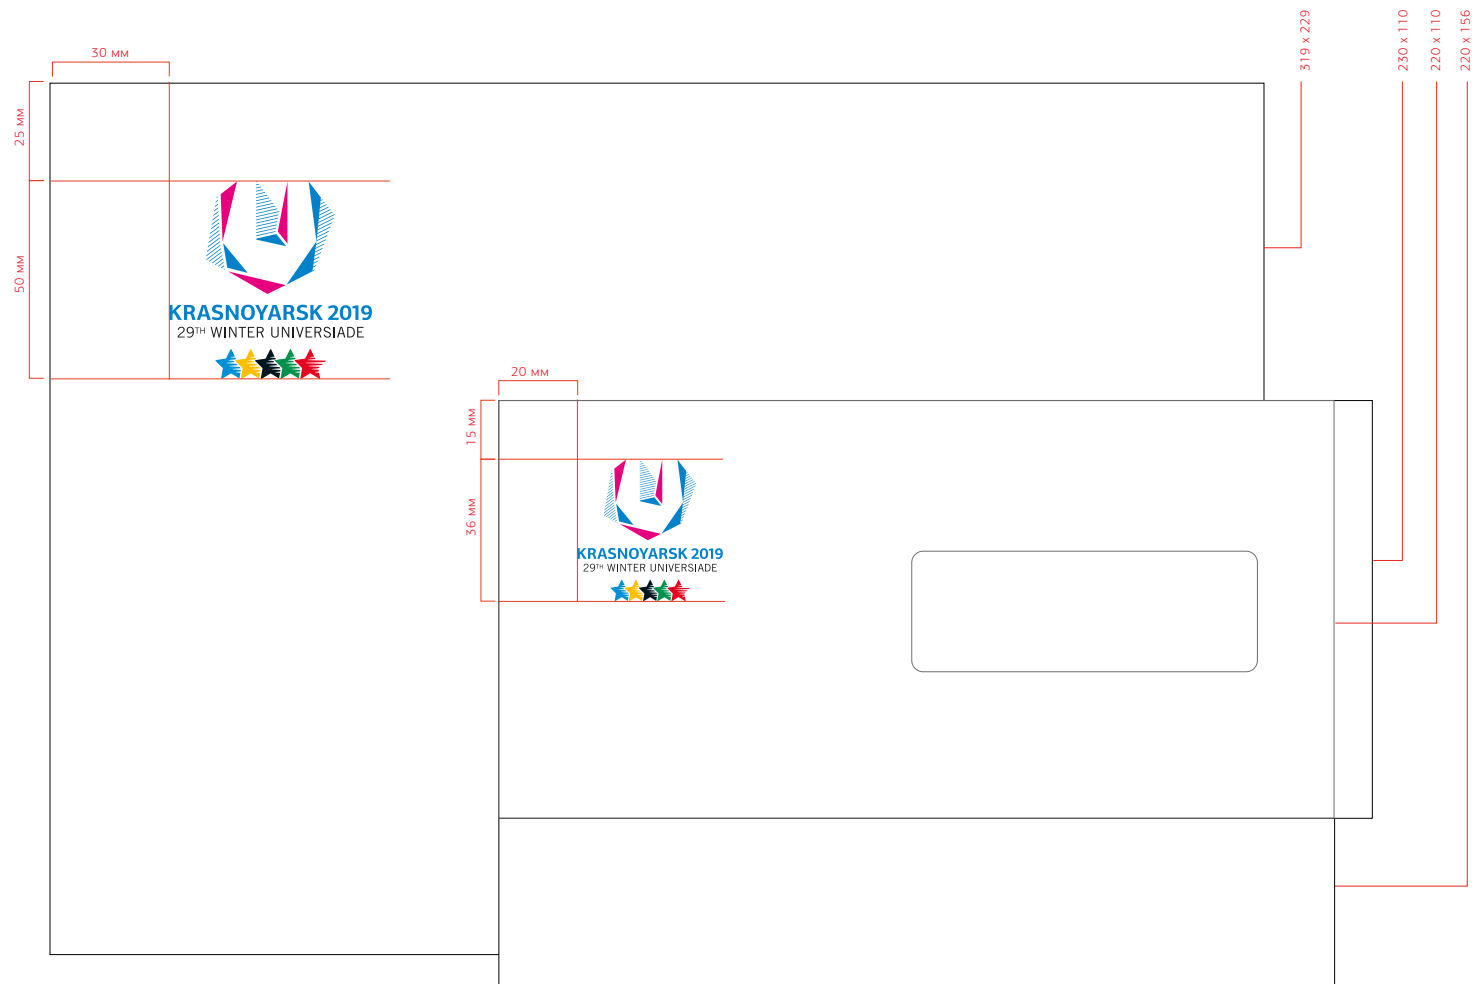 319 x 229
230 x 110
220 x 110
220 x 156
30 мм
25 мм
50 мм
KRASNOYARSK 2019
29TH WINTER UNIVERSIADE
20 мм
15 мм
36 мм
KRASNOYARSK 2019
29TH WINTER UNIVERSIADE